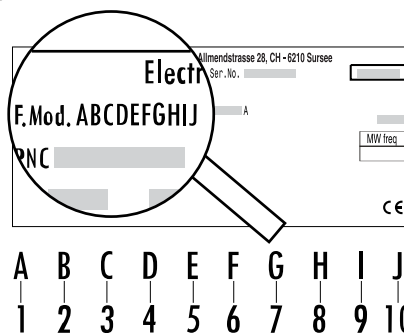 Allmendstrasse 28, CH - 6210 Sursee
Electr
Ser.No.
F.Mod. ABCDEFGHIJ
A
PNC
MW freq
CE
A B C D E F G H I J
1 2 3 4 5 6 7 8 9 10